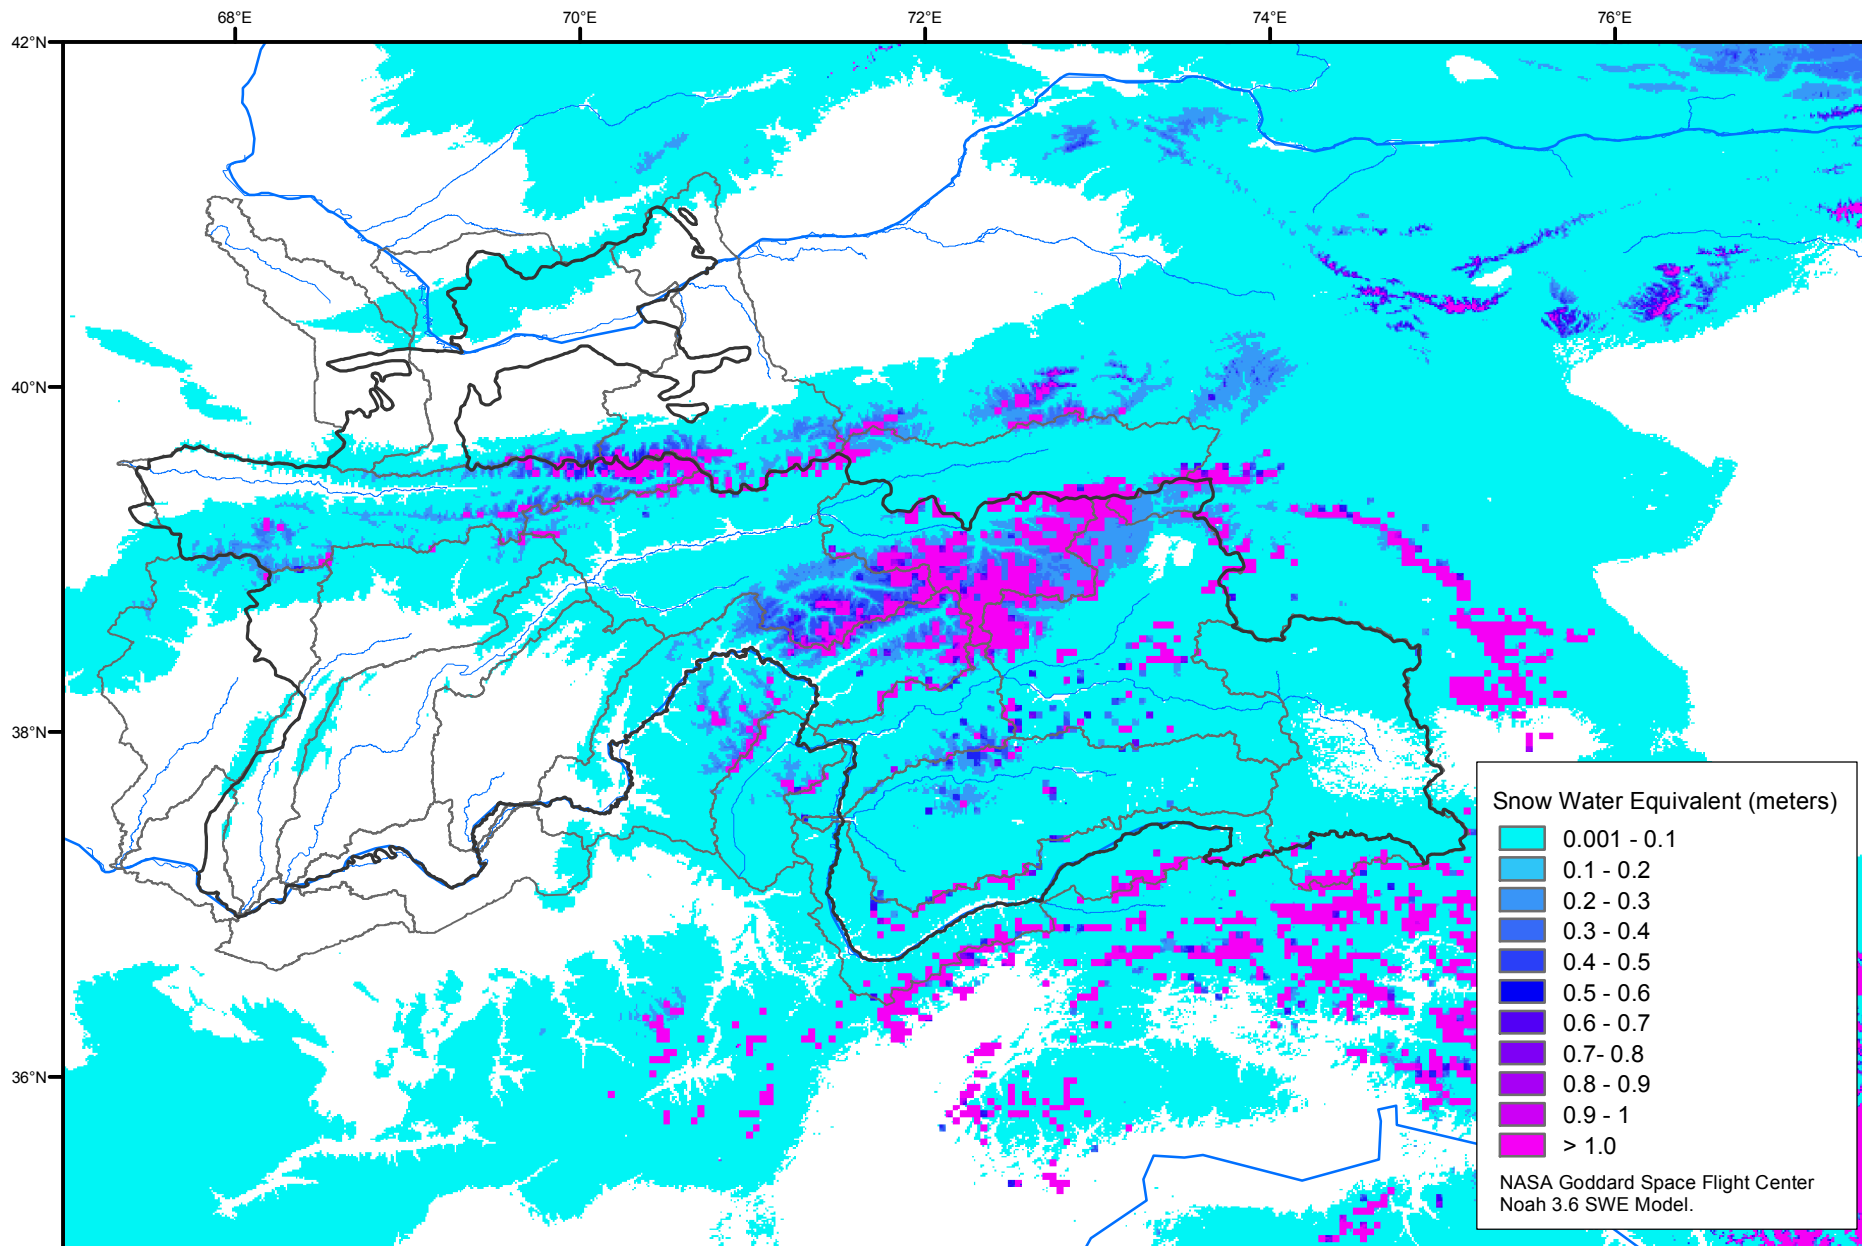 68°E 70°E 72°E 74°E 76°E
42°N
40°N
38°N
36°N
Snow Water Equivalent (meters)
0.001 - 0.1
0.1 - 0.2
0.2 - 0.3
0.3 - 0.4
0.4 - 0.5
0.5 - 0.6
0.6 - 0.7
0.7- 0.8
0.8 - 0.9
0.9 - 1
> 1.0
NASA Goddard Space Flight Center
Noah 3.6 SWE Model.